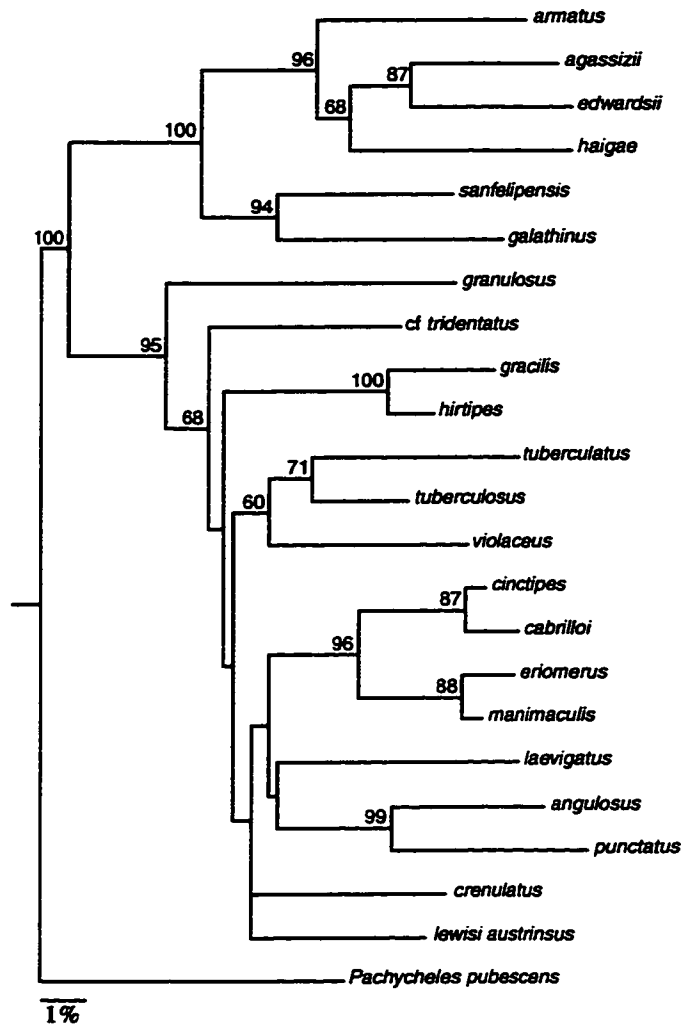 armatus
96
agassizii
87
68
edwardsii
haigae
100
sanfelipensis
94
galathinus
100
granulosus
cf tridentatus
95
gracilis
100
hirtipes
68
tuberculatus
71
tuberculosus
60
violaceus
cinctipes
87
cabrilloi
96
eriomerus
88
manimaculis
laevigatus
angulosus
99
punctatus
crenulatus
lewisi austrinsus
Pachycheles pubescens
1%